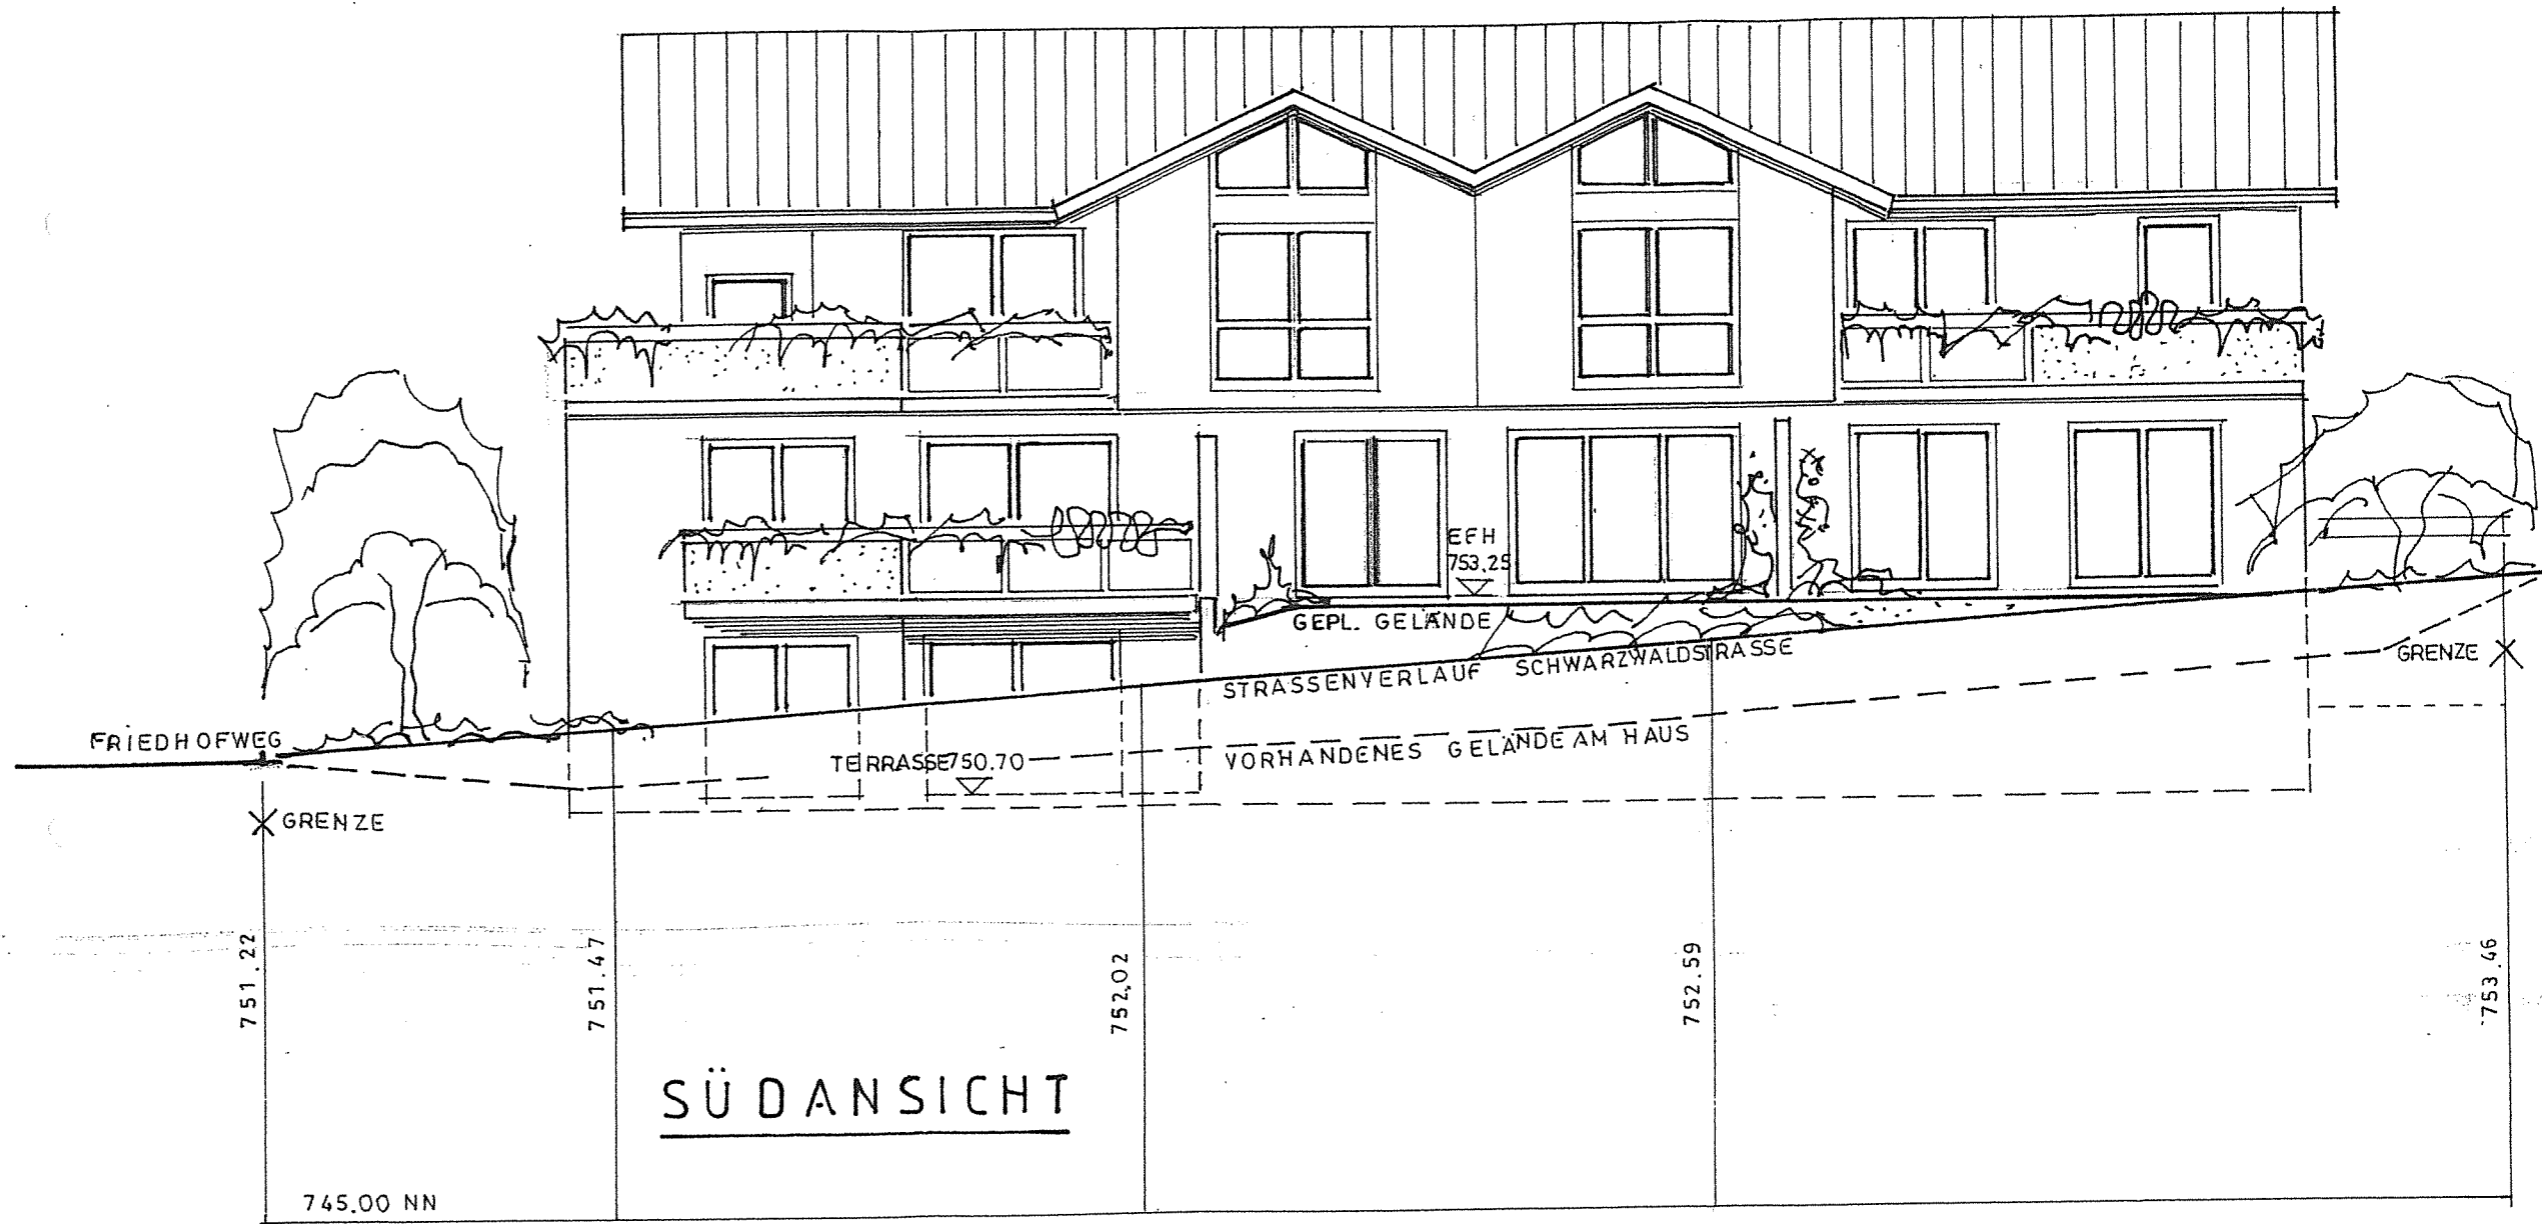 EFH
753,25
GEPL. GELÄNDE
STRASSENVERLAUF SCHWARZWALDSTRASSE
GRENZE
FRIEDHOFWEG
TERRASSE 750.70
VORHANDENES GELÄNDE AM HAUS
GRENZE
751.22
751.47
752,02
752.59
753.46
SÜDANSICHT
745.00 NN